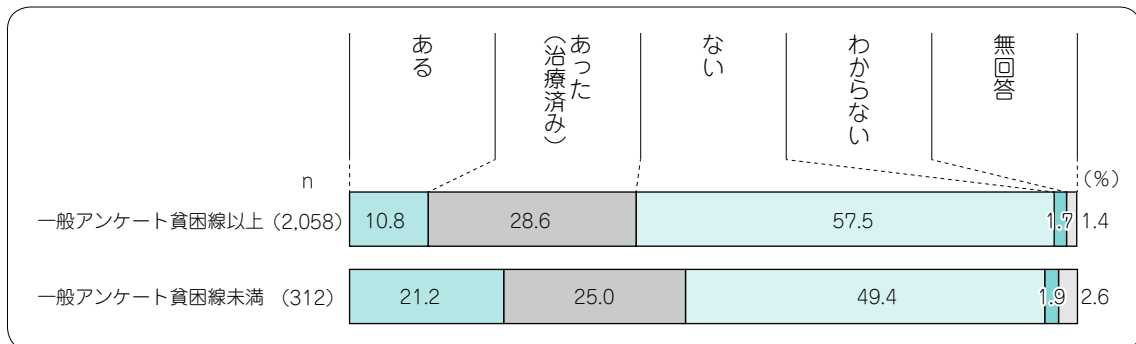 ある
あった
（治療済み）
ない
わからない
無回答
n
(%)
一般アンケート貧困線以上 (2,058) 10.8 28.6 57.5 1.7 1.4
一般アンケート貧困線未満 (312) 21.2 25.0 49.4 1.9 2.6